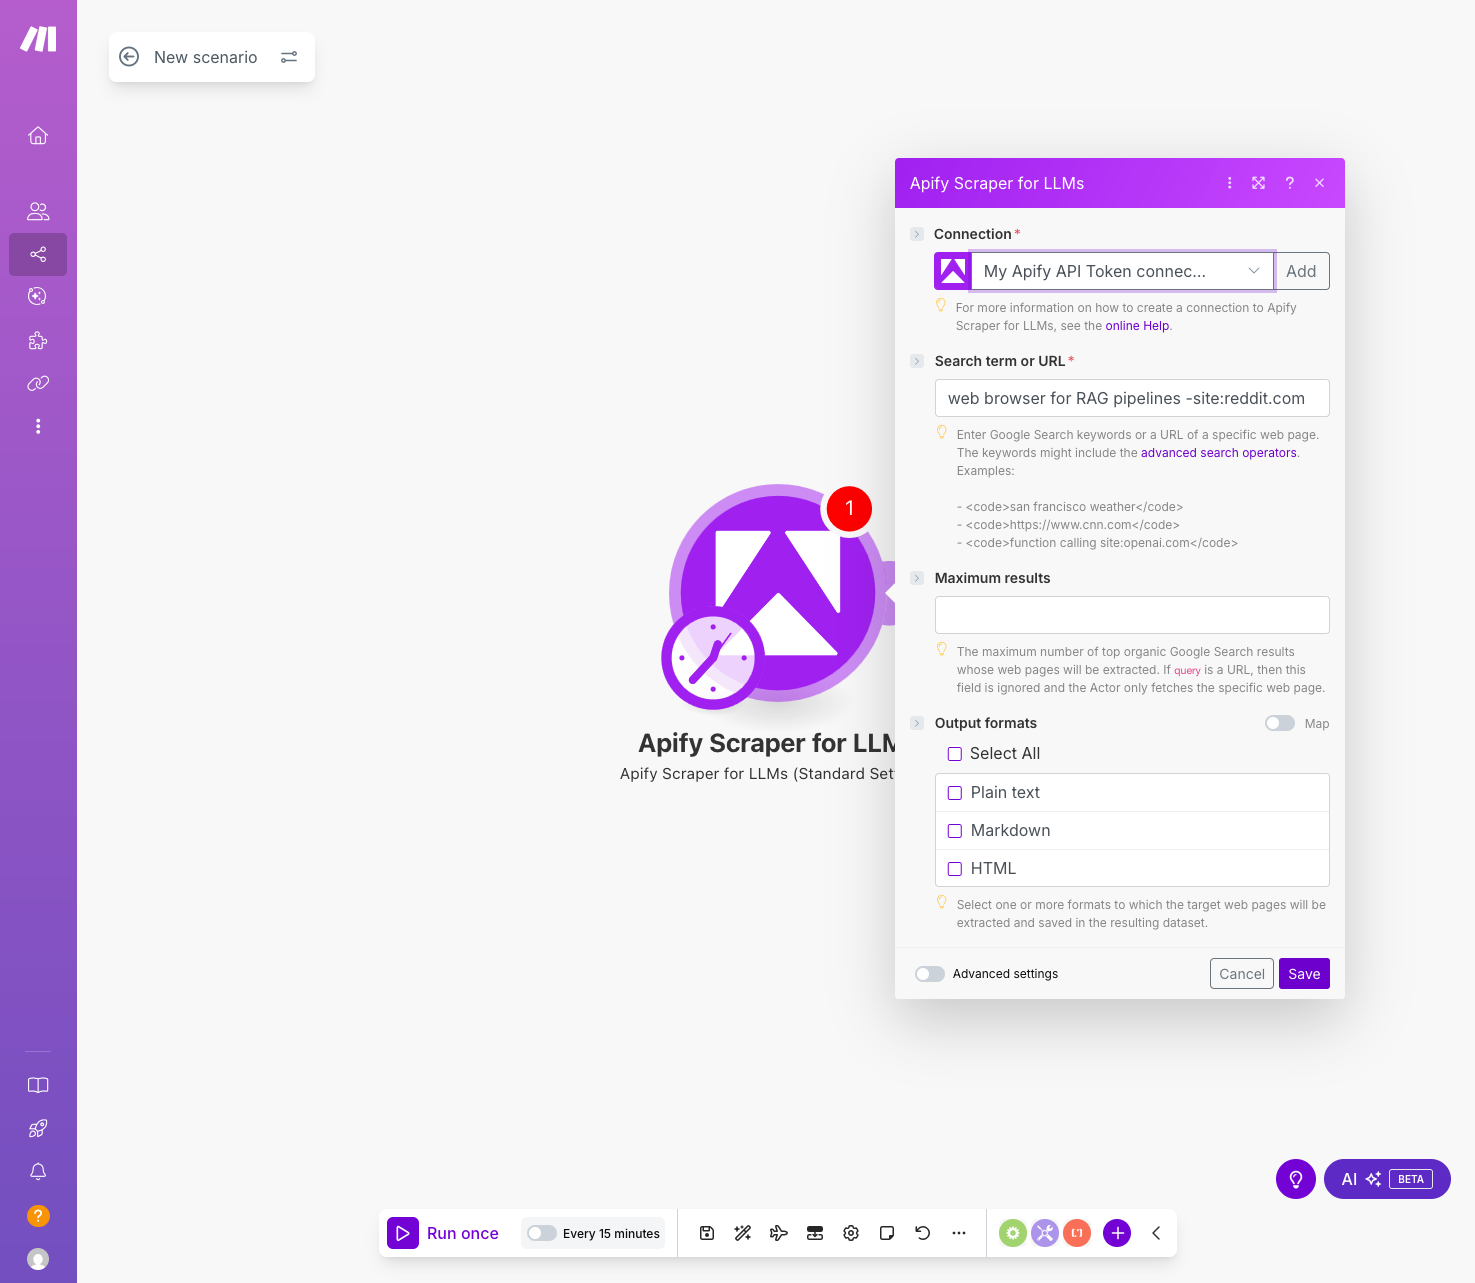 New scenario
Apify Scraper for LLMs
?
Connection *
My Apify API Token connec...
Add
For more information on how to create a connection to Apify
Scraper for LLMs, see the online Help.
Search term or URL *
web browser for RAG pipelines -site:reddit.com
Enter Google Search keywords or a URL of a specific web page.
The keywords might include the advanced search operators.
Examples:
- <code>san francisco weather</code>
- <code>https://www.cnn.com</code>
- <code>function calling site:openai.com</code>
Maximum results
The maximum number of top organic Google Search results
whose web pages will be extracted. If query is a URL, then this
field is ignored and the Actor only fetches the specific web page.
Output formats
Map
Select All
Plain text
Markdown
HTML
Select one or more formats to which the target web pages will be
extracted and saved in the resulting dataset.
Advanced settings
Cancel
Save
1
Apify Scraper for LLM
Apify Scraper for LLMs (Standard Set
AI BETA
?
Run once
Every 15 minutes